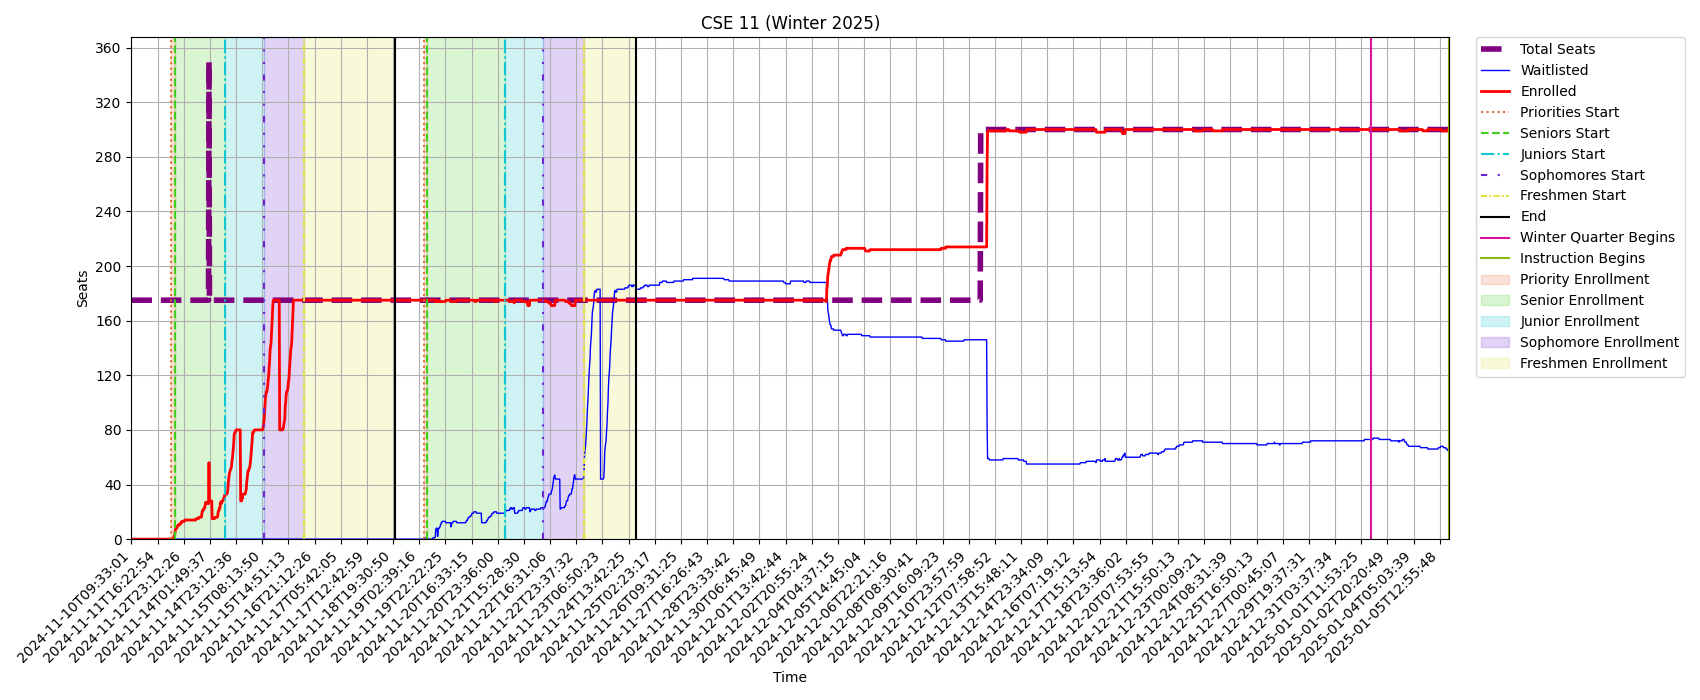 CSE 11 (Winter 2025)
Seats
360
320
280
240
200
160
120
80
40
0
2024-11-10T09:33:01
2024-11-11T16:22:54
2024-11-12T23:12:26
2024-11-14T01:49:37
2024-11-14T23:12:36
2024-11-15T08:13:50
2024-11-15T14:51:13
2024-11-16T21:12:26
2024-11-17T05:42:05
2024-11-17T12:42:59
2024-11-18T19:30:50
2024-11-19T02:39:16
2024-11-19T22:22:25
2024-11-20T16:33:15
2024-11-20T23:36:00
2024-11-21T15:28:30
2024-11-22T16:31:06
2024-11-22T23:37:32
2024-11-23T06:50:23
2024-11-24T13:42:25
2024-11-25T02:23:17
2024-11-26T09:31:25
2024-11-27T16:26:43
2024-11-28T23:33:42
2024-11-30T06:45:49
2024-12-01T13:42:44
2024-12-02T20:55:24
2024-12-04T04:37:15
2024-12-05T14:45:04
2024-12-06T22:21:16
2024-12-08T08:30:41
2024-12-09T16:09:23
2024-12-10T23:57:59
2024-12-12T07:58:52
2024-12-13T15:48:11
2024-12-14T23:34:09
2024-12-16T07:19:12
2024-12-17T15:13:54
2024-12-18T23:36:02
2024-12-20T07:53:55
2024-12-21T15:50:13
2024-12-23T00:09:21
2024-12-24T08:31:39
2024-12-25T16:50:13
2024-12-27T00:45:07
2024-12-29T19:37:31
2024-12-31T03:37:34
2025-01-01T11:53:25
2025-01-02T20:20:49
2025-01-04T05:03:39
2025-01-05T12:55:48
Time
Total Seats
Waitlisted
Enrolled
Priorities Start
Seniors Start
Juniors Start
Sophomores Start
Freshmen Start
End
Winter Quarter Begins
Instruction Begins
Priority Enrollment
Senior Enrollment
Junior Enrollment
Sophomore Enrollment
Freshmen Enrollment